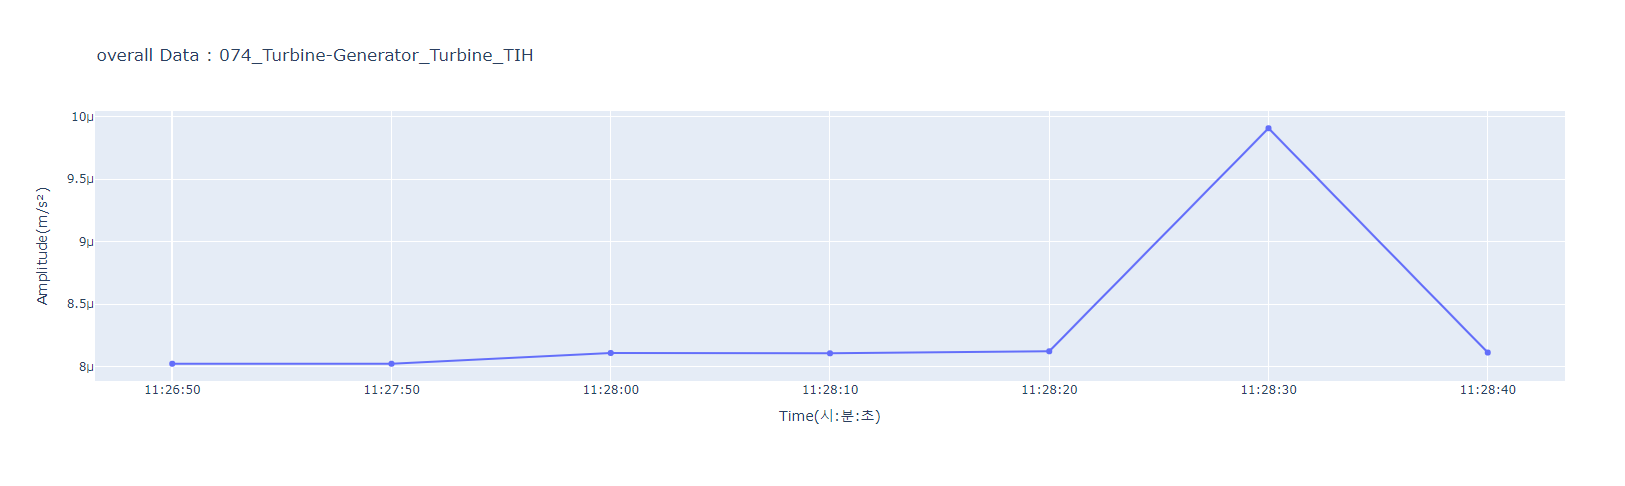 overall Data : 074_Turbine-Generator_Turbine_TIH
Amplitude(m/s²)
10μ
9.5μ
9μ
8.5μ
8μ
11:26:50 11:27:50 11:28:00 11:28:10 11:28:20 11:28:30 11:28:40
Time(시:분:초)